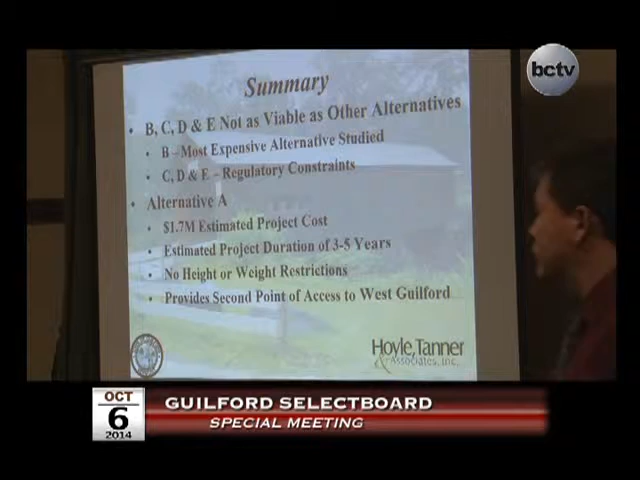 bctv
Summary
• B, C, D & E Not as Viable as Other Alternatives
• B – Most Expensive Alternative Studied
• C, D & E – Regulatory Constraints
• Alternative A
• $1.7M Estimated Project Cost
• Estimated Project Duration of 3-5 Years
• No Height or Weight Restrictions
• Provides Second Point of Access to West Guilford
Hoyle, Tanner
& Associates, Inc.
OCT
6
2014
GUILFORD SELECTBOARD
SPECIAL MEETING